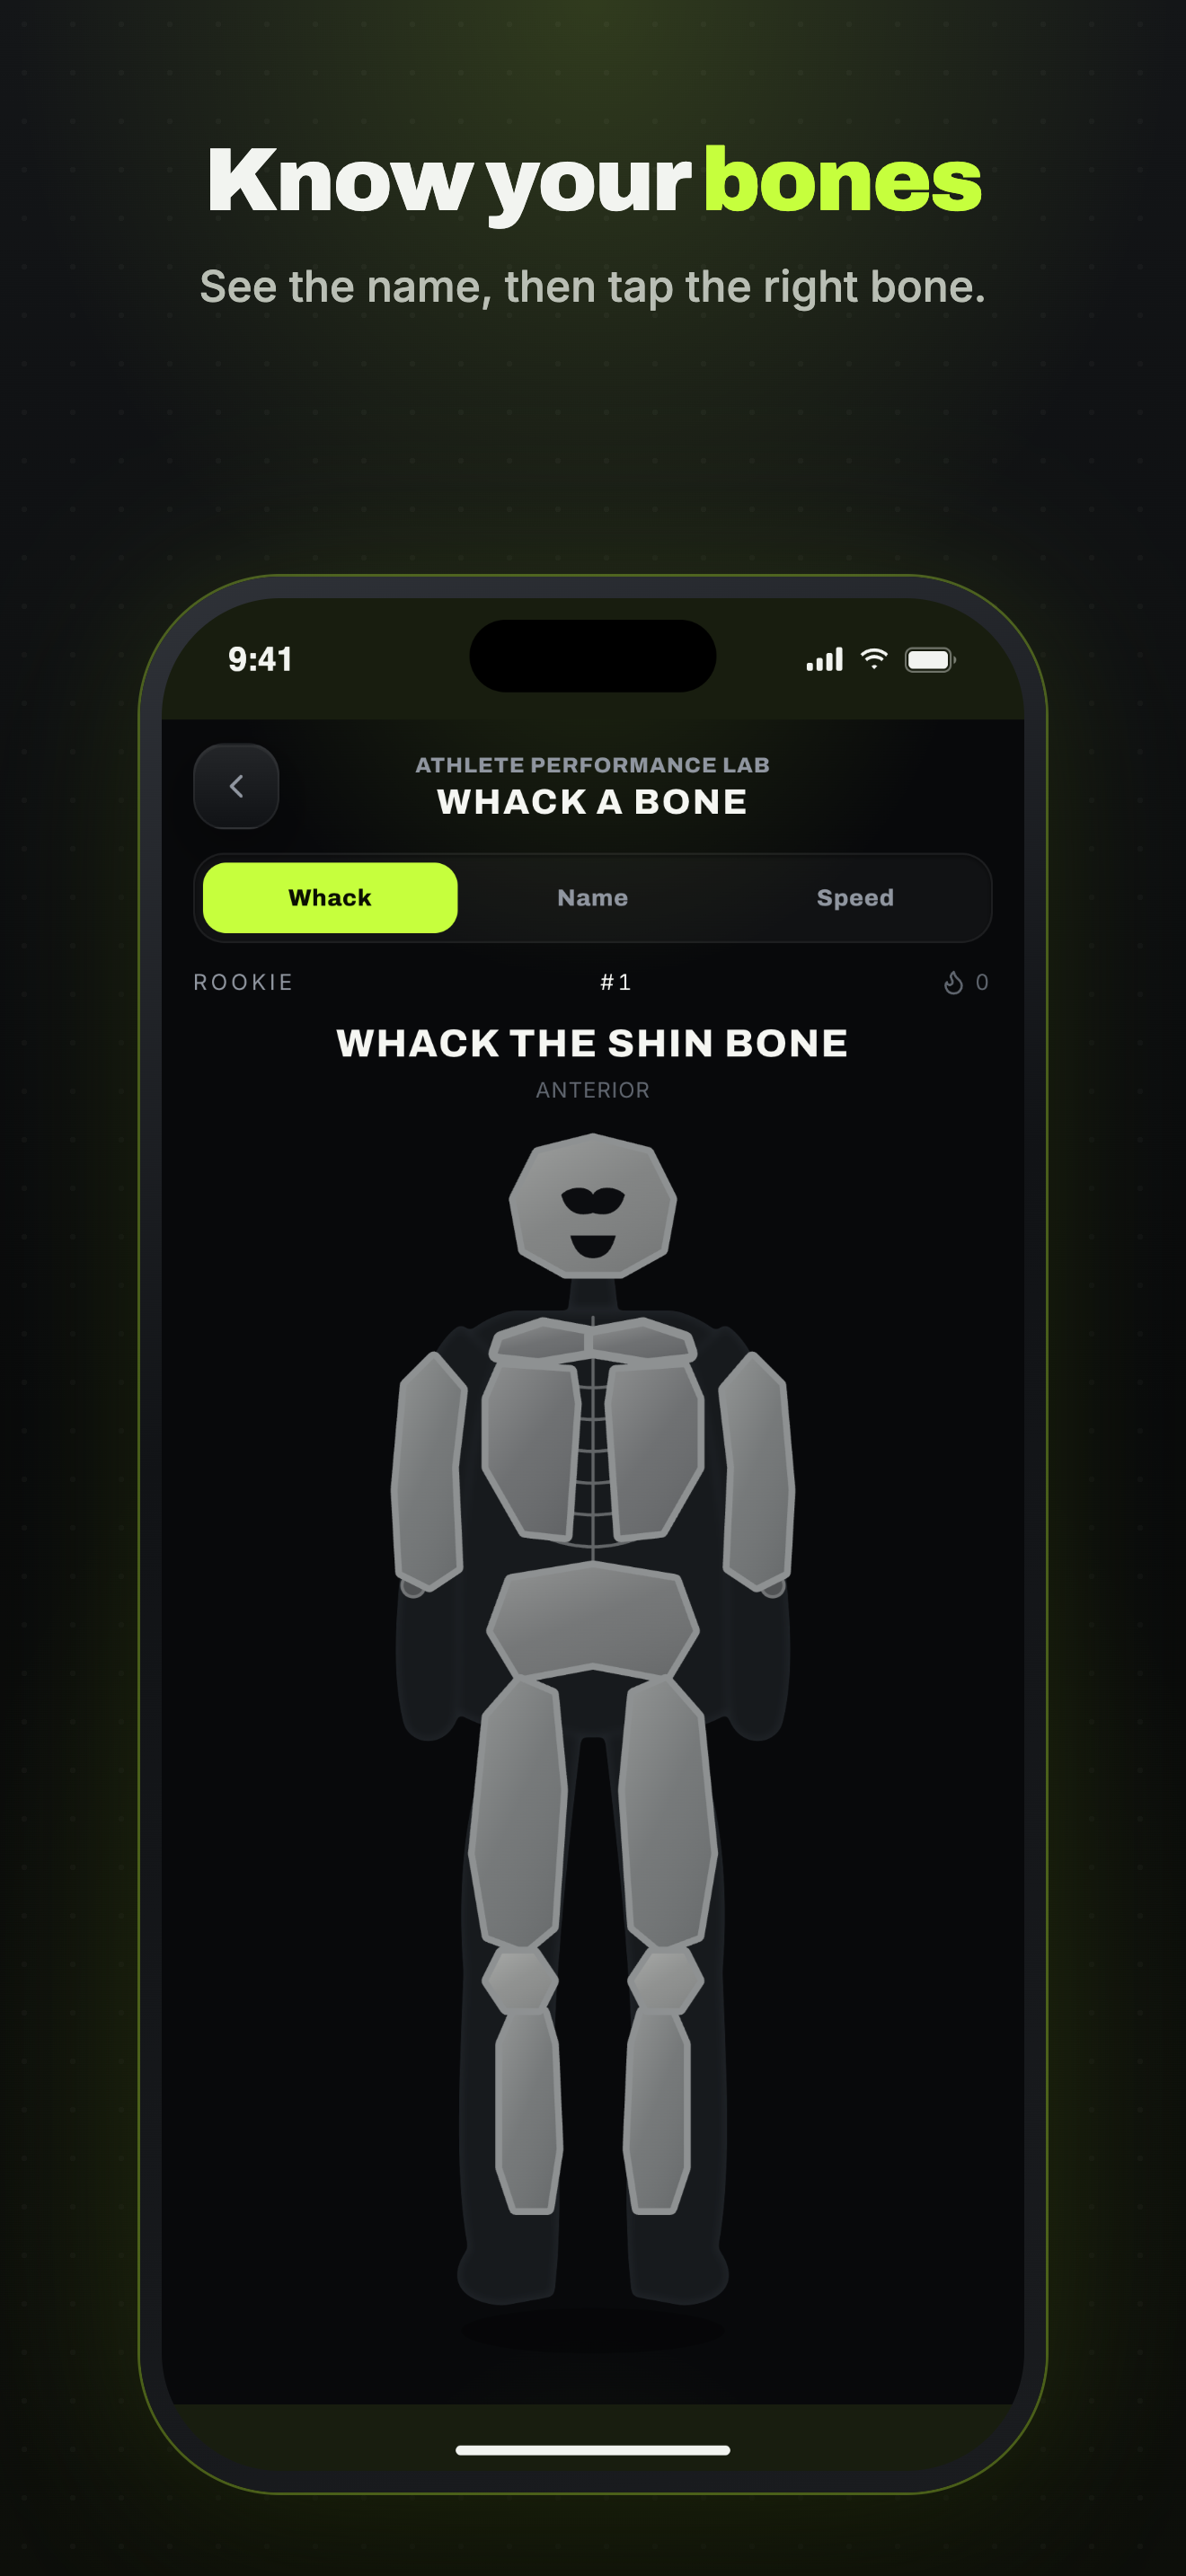 Know your bones
See the name, then tap the right bone.
9:41
ATHLETE PERFORMANCE LAB
WHACK A BONE
Whack Name Speed
ROOKIE #1 0
WHACK THE SHIN BONE
ANTERIOR